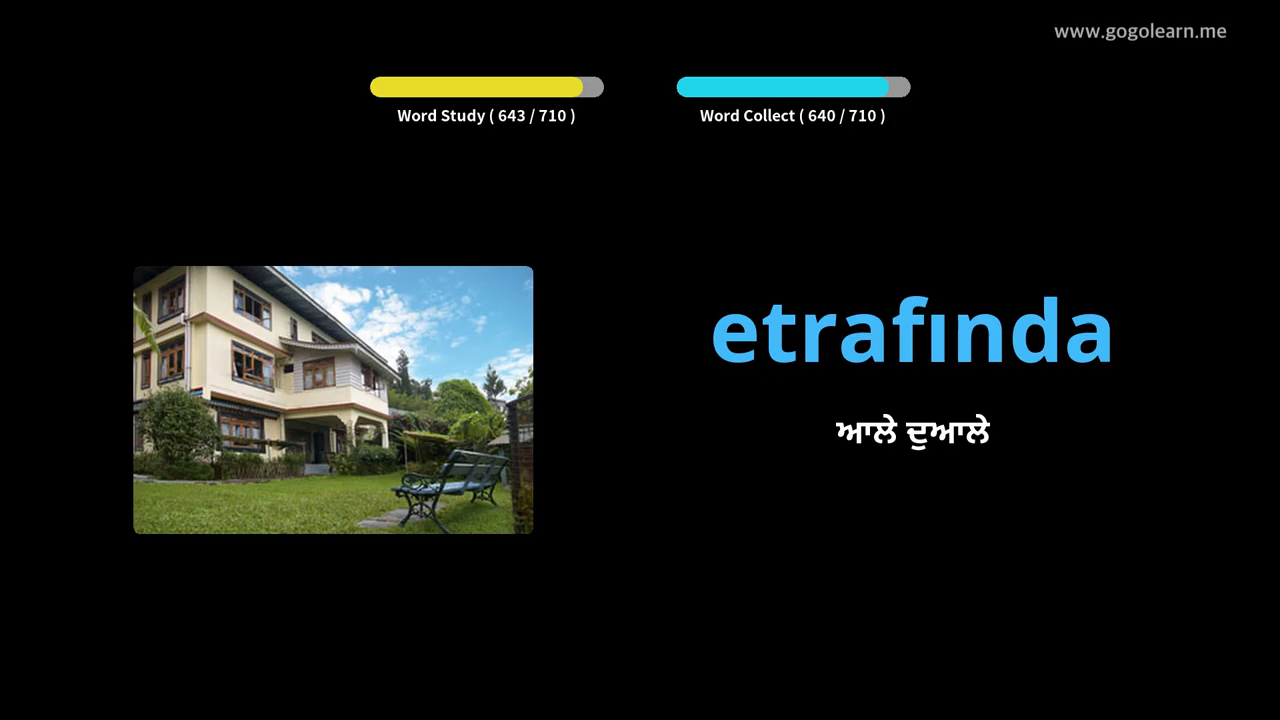 www.gogolearn.me
Word Study ( 643 / 710 )
Word Collect ( 640 / 710 )
etrafında
ਆਲੇ ਦੁਆਲੇ